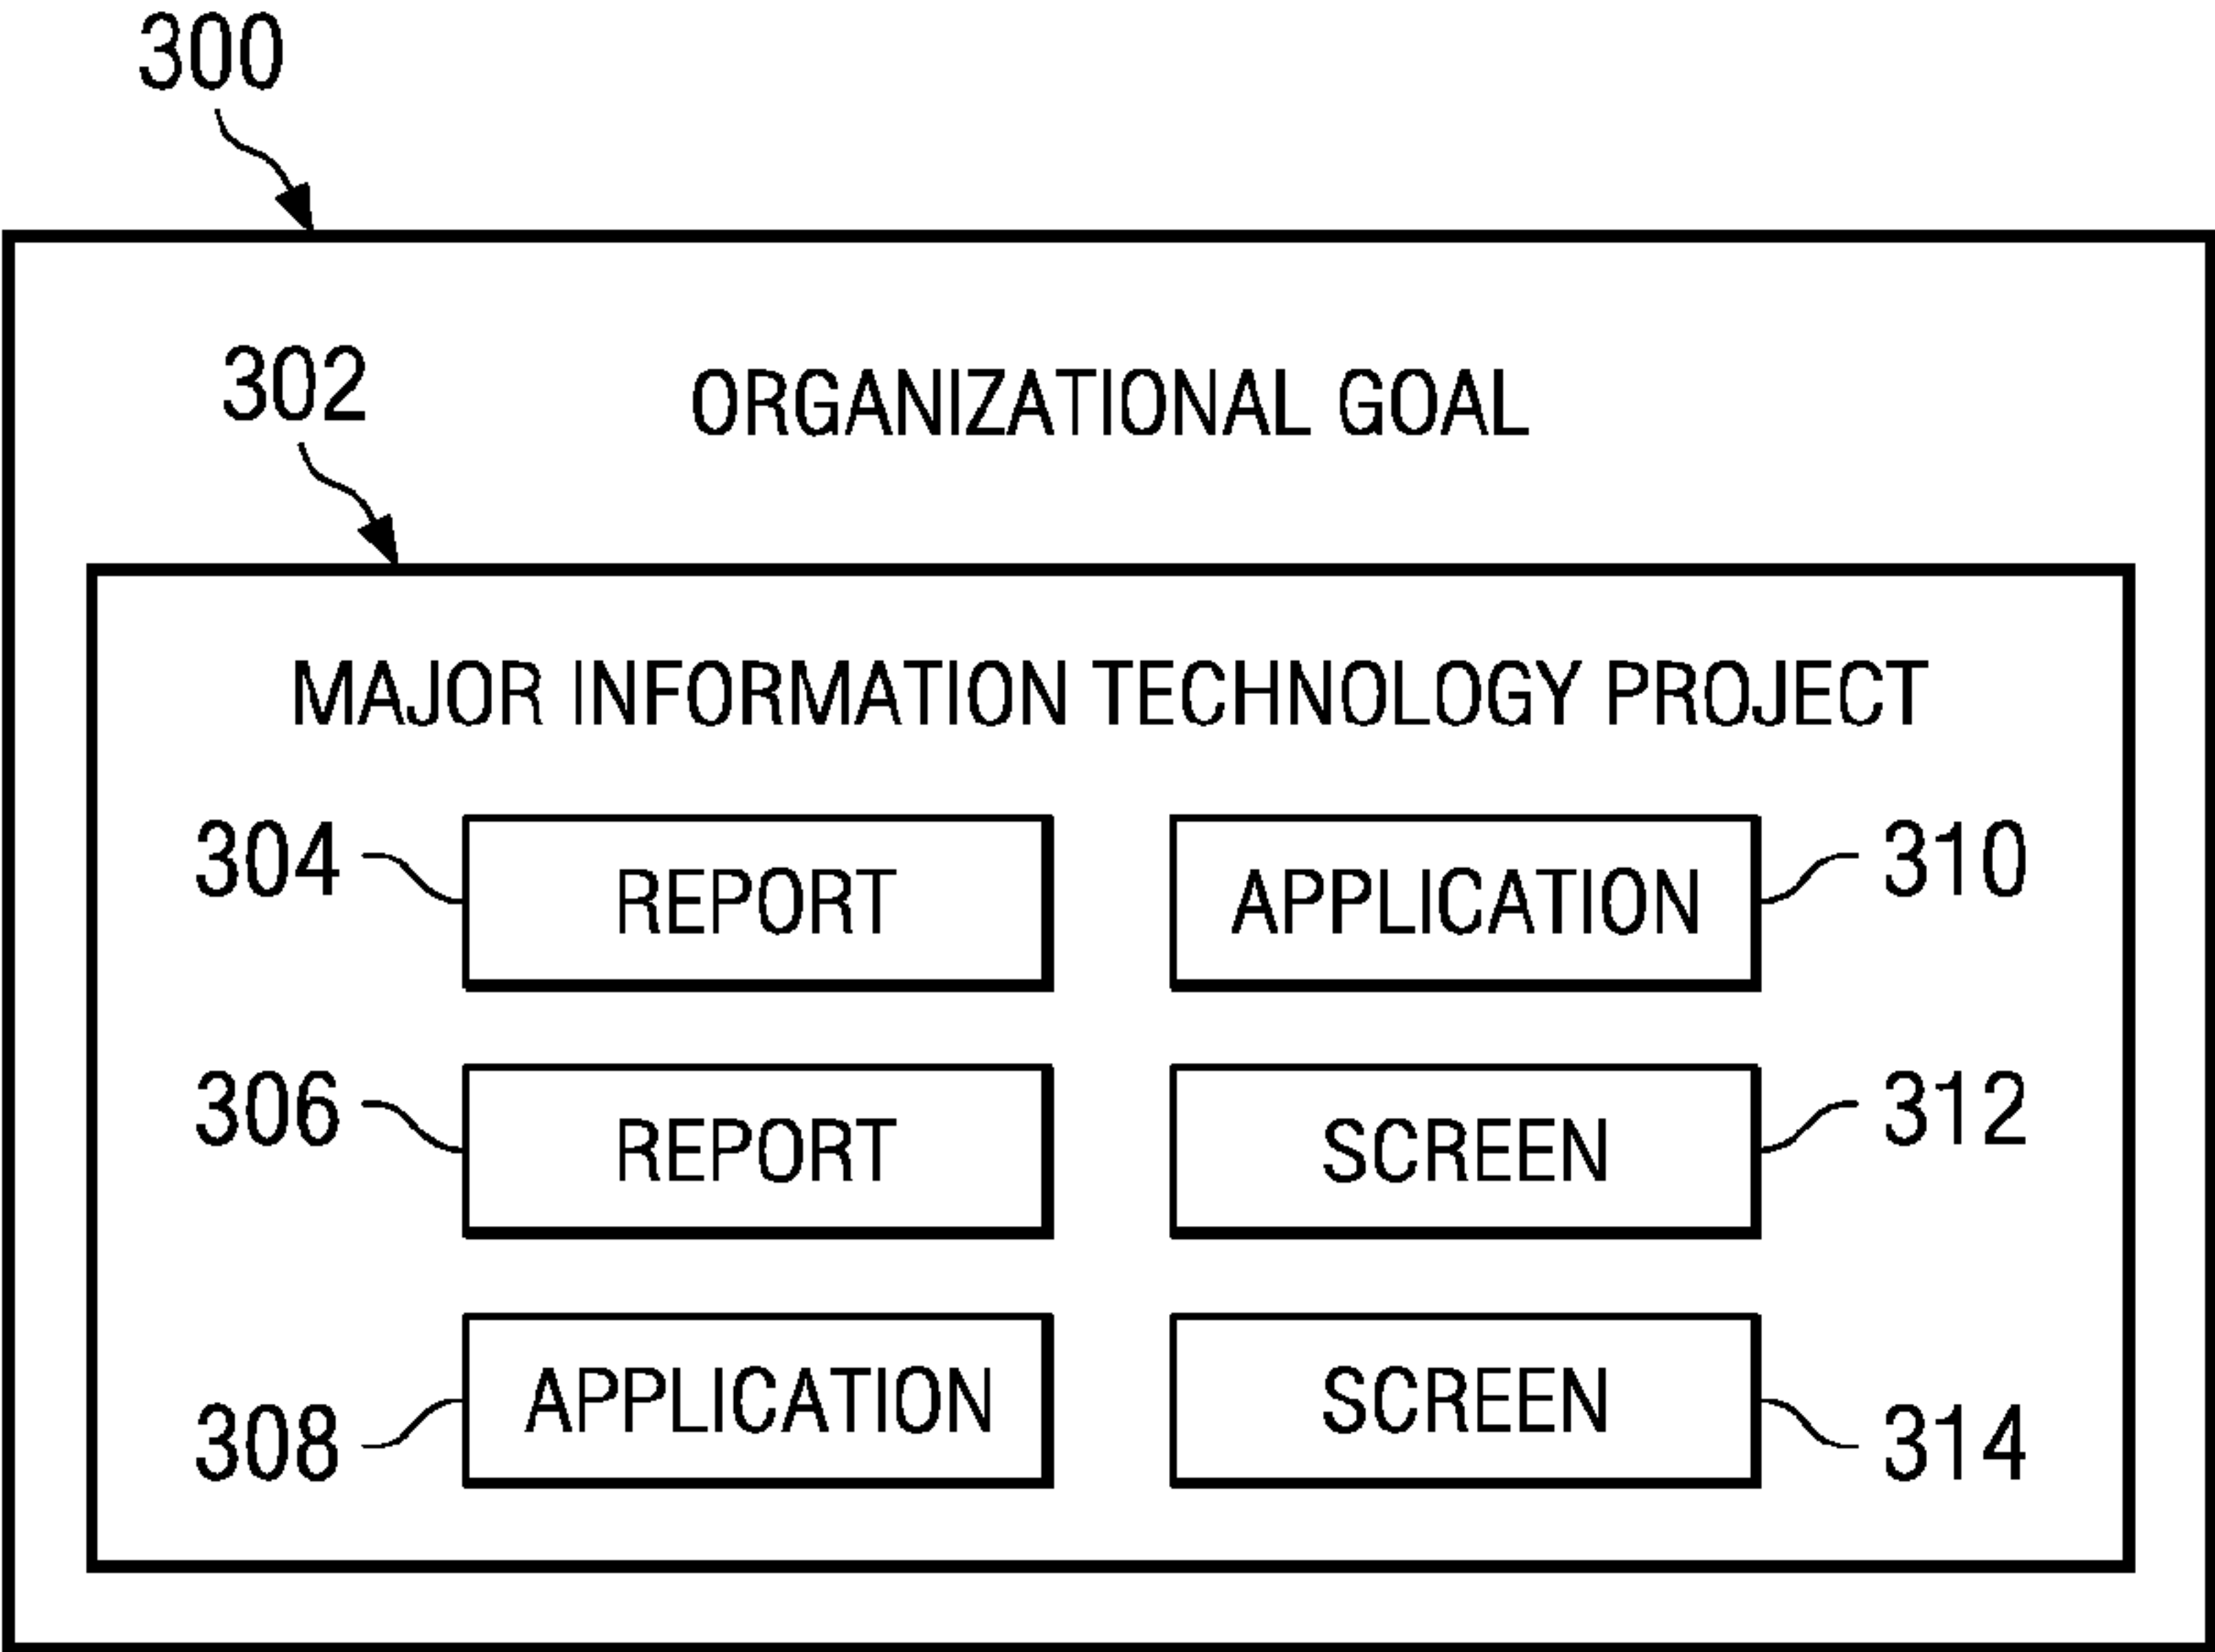 300
302
ORGANIZATIONAL GOAL
MAJOR INFORMATION TECHNOLOGY PROJECT
304 REPORT APPLICATION 310
306 REPORT SCREEN 312
308 APPLICATION SCREEN 314